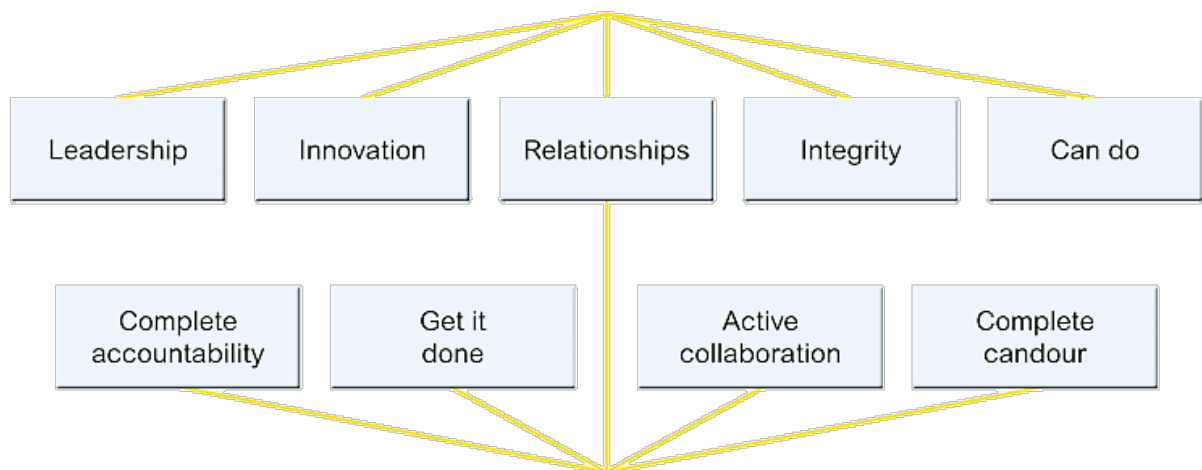 Leadership
Innovation
Relationships
Integrity
Can do
Complete
accountability
Get it
done
Active
collaboration
Complete
candour